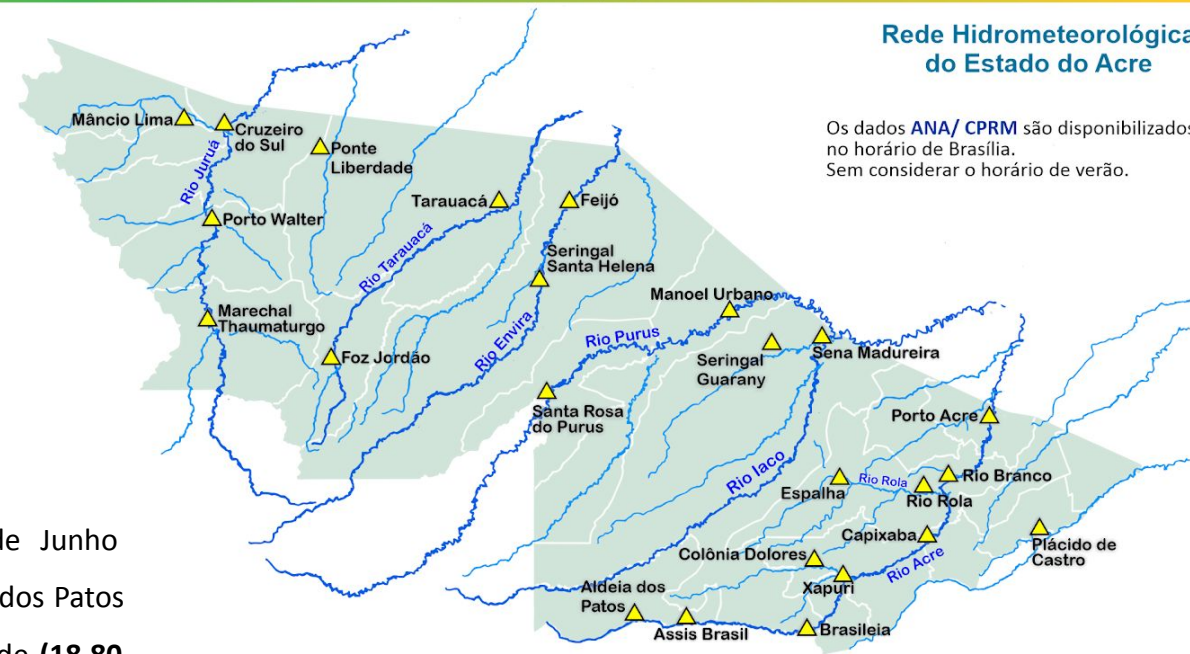 Rede Hidrometeorológica
do Estado do Acre
Os dados ANA/ CPRM são disponibilizados
no horário de Brasília.
Sem considerar o horário de verão.
Mâncio Lima
Cruzeiro
do Sul
Ponte
Liberdade
Rio Juruá
Tarauacá
Feijó
Porto Walter
Rio Tarauacá
Seringal
Santa Helena
Manoel Urbano
Marechal
Thaumaturgo
Rio Envira
Rio Purus
Foz Jordão
Seringal
Guarany
Sena Madureira
Santa Rosa
do Purus
Porto Acre
Rio Iaco
Espalha
Rio Rola
Rio Branco
Rio Rola
Capixaba
Plácido de
Castro
Colônia Dolores
Rio Acre
Xapuri
Aldeia dos
Patos
Assis Brasil
Brasileia
de Junho
dos Patos
de (18,80